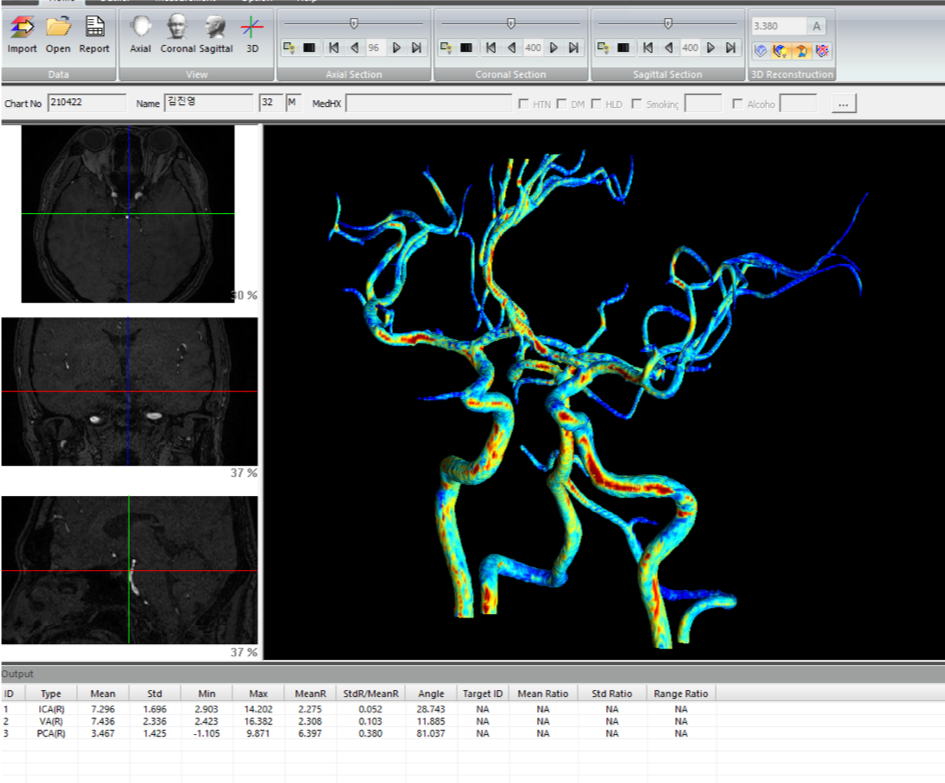 Import Open Report Axial Coronal Sagittal 3D 96 400 400 3.380 A
Data View Axial Section Coronal Section Sagittal Section 3D Reconstruction
Chart No 210422 Name 김진영 32 M MedHX HTN DM HLD Smoking Alcoho ...
30 %
37 %
37 %
Output
ID Type Mean Std Min Max MeanR StdR/MeanR Angle Target ID Mean Ratio Std Ratio Range Ratio
1 ICA(R) 7.296 1.696 2.903 14.202 2.275 0.052 28.743 NA NA NA NA
2 VA(R) 7.436 2.336 2.423 16.382 2.308 0.103 11.885 NA NA NA NA
3 PCA(R) 3.467 1.425 -1.105 9.871 6.397 0.380 81.037 NA NA NA NA